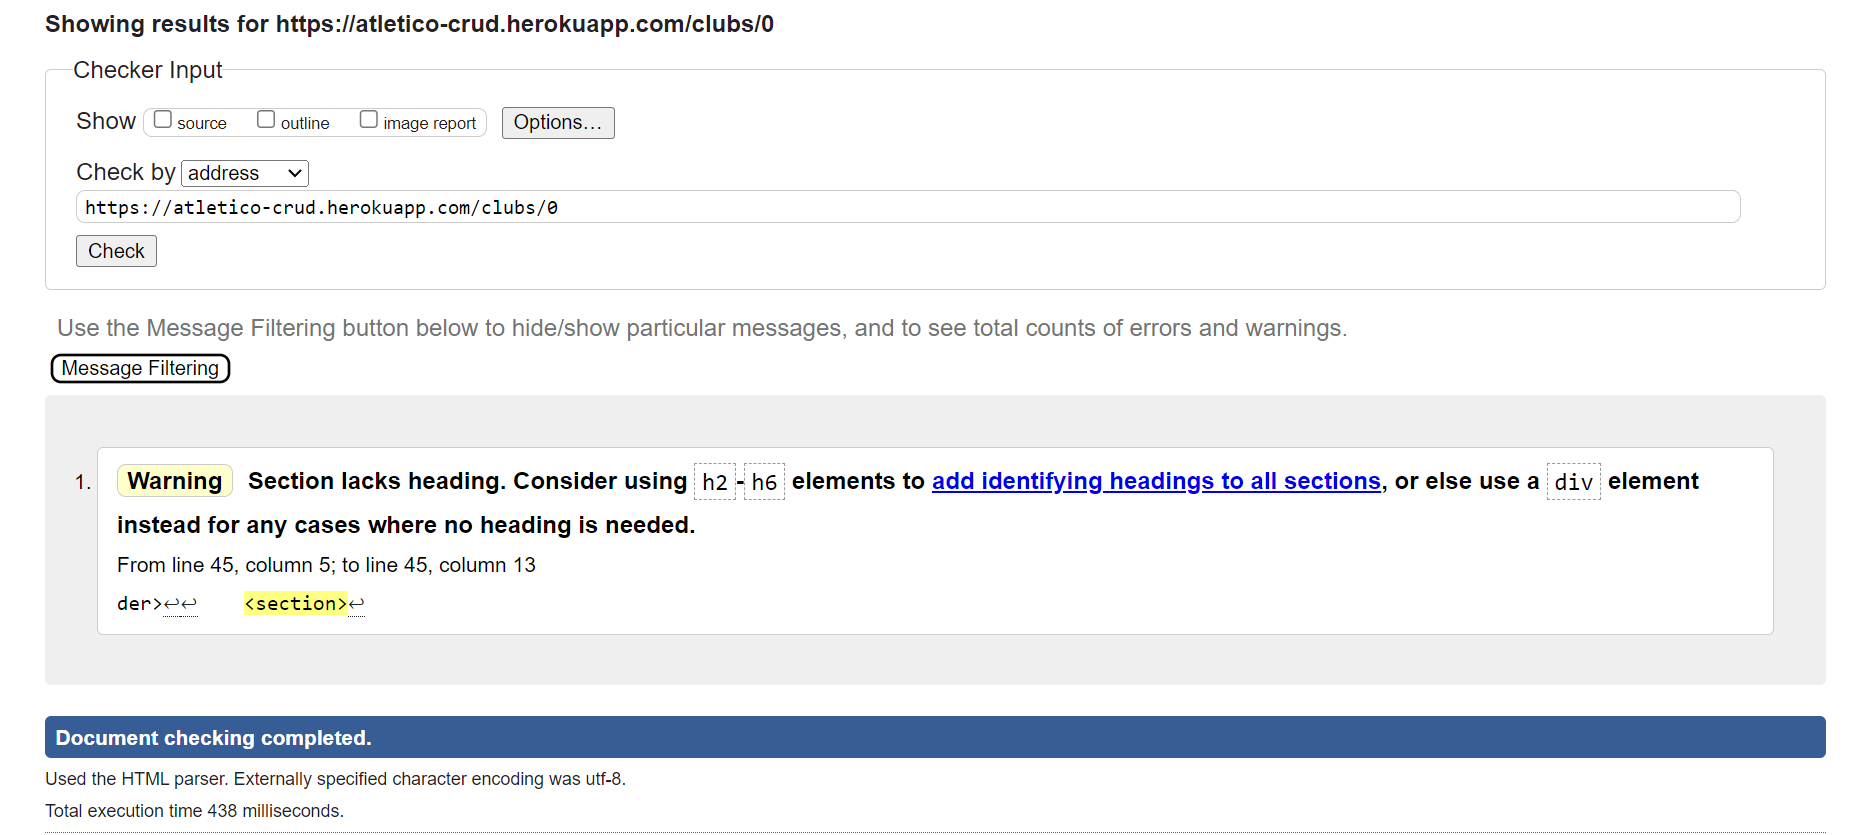 Showing results for https://atletico-crud.herokuapp.com/clubs/0
Checker Input
Show source outline image report Options...
Check by address
https://atletico-crud.herokuapp.com/clubs/0
Check
Use the Message Filtering button below to hide/show particular messages, and to see total counts of errors and warnings.
Message Filtering
1. Warning Section lacks heading. Consider using h2-h6 elements to add identifying headings to all sections, or else use a div element
instead for any cases where no heading is needed.
From line 45, column 5; to line 45, column 13
der>↩↩ <section>↩
Document checking completed.
Used the HTML parser. Externally specified character encoding was utf-8.
Total execution time 438 milliseconds.